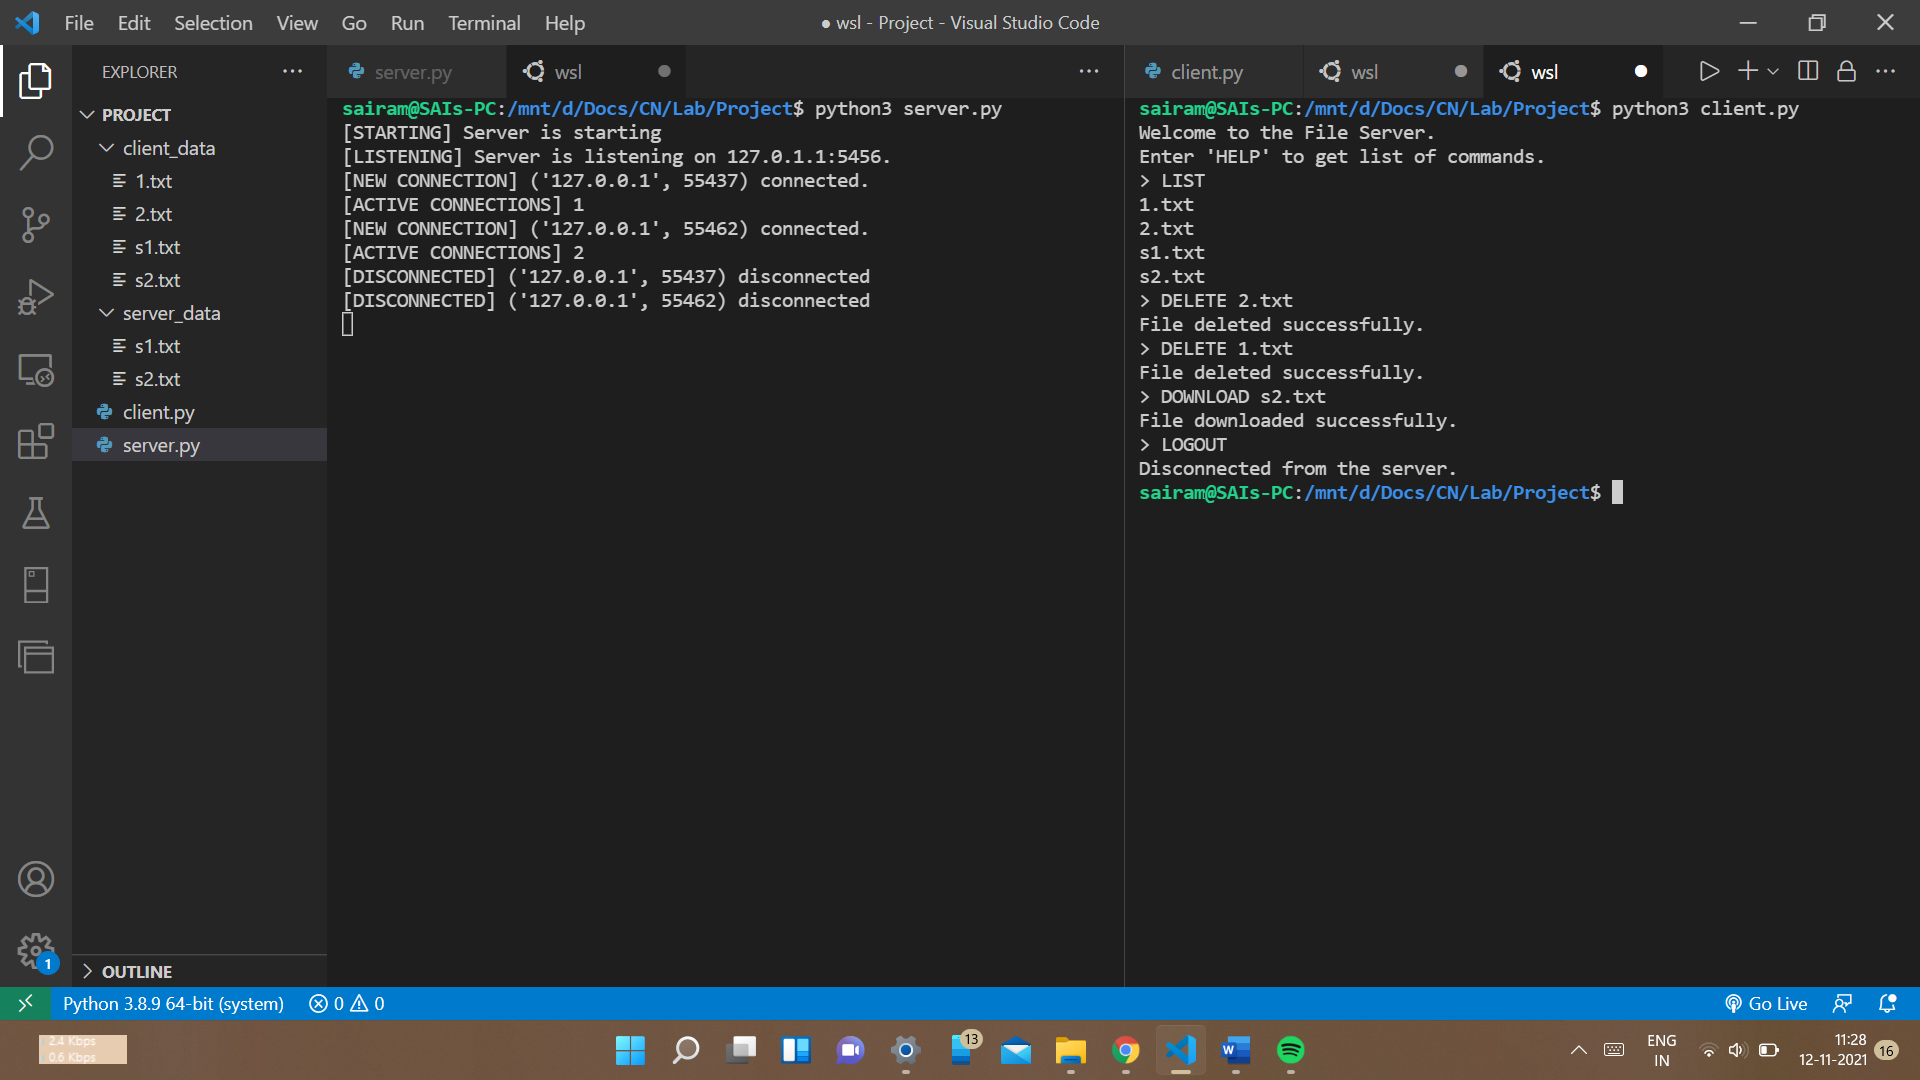 File Edit Selection View Go Run Terminal Help
● wsl - Project - Visual Studio Code
EXPLORER
PROJECT
client_data
1.txt
2.txt
s1.txt
s2.txt
server_data
s1.txt
s2.txt
client.py
server.py
OUTLINE
server.py
wsl
sairam@SAIs-PC:/mnt/d/Docs/CN/Lab/Project$ python3 server.py
[STARTING] Server is starting
[LISTENING] Server is listening on 127.0.1.1:5456.
[NEW CONNECTION] ('127.0.0.1', 55437) connected.
[ACTIVE CONNECTIONS] 1
[NEW CONNECTION] ('127.0.0.1', 55462) connected.
[ACTIVE CONNECTIONS] 2
[DISCONNECTED] ('127.0.0.1', 55437) disconnected
[DISCONNECTED] ('127.0.0.1', 55462) disconnected
client.py
wsl
wsl
sairam@SAIs-PC:/mnt/d/Docs/CN/Lab/Project$ python3 client.py
Welcome to the File Server.
Enter 'HELP' to get list of commands.
> LIST
1.txt
2.txt
s1.txt
s2.txt
> DELETE 2.txt
File deleted successfully.
> DELETE 1.txt
File deleted successfully.
> DOWNLOAD s2.txt
File downloaded successfully.
> LOGOUT
Disconnected from the server.
sairam@SAIs-PC:/mnt/d/Docs/CN/Lab/Project$
1
Python 3.8.9 64-bit (system)
0
0
Go Live
2.4 Kbps
0.6 Kbps
13
W
ENG
IN
11:28
12-11-2021
16